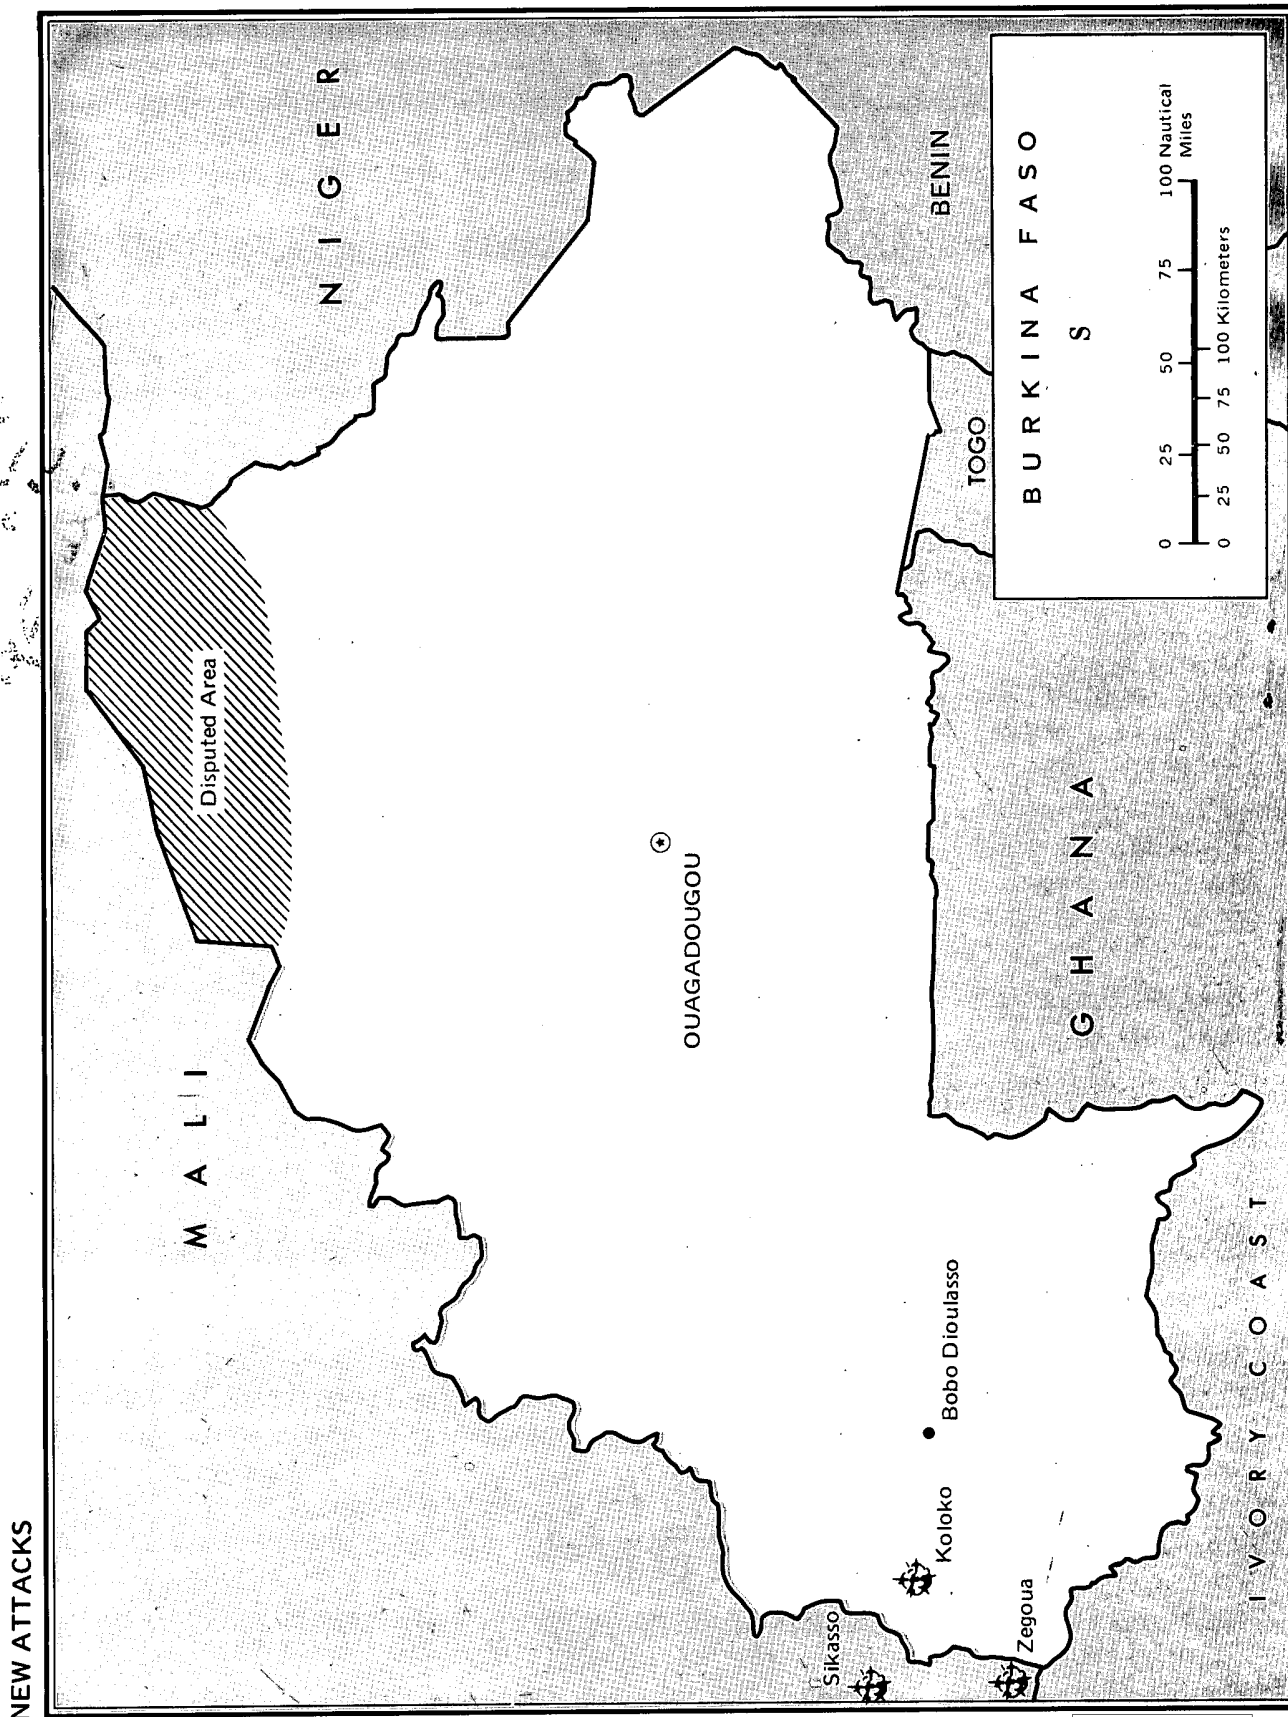 NEW ATTACKS
MALI
NIGER
Disputed Area
OUAGADOUGOU
Sikasso
Koloko
Bobo Dioulasso
Zegoua
BENIN
TOGO
GHANA
IVORY COAST
BURKINA FASO
S
0 25 50 75 100 Nautical
Miles
0 25 50 75 100 Kilometers